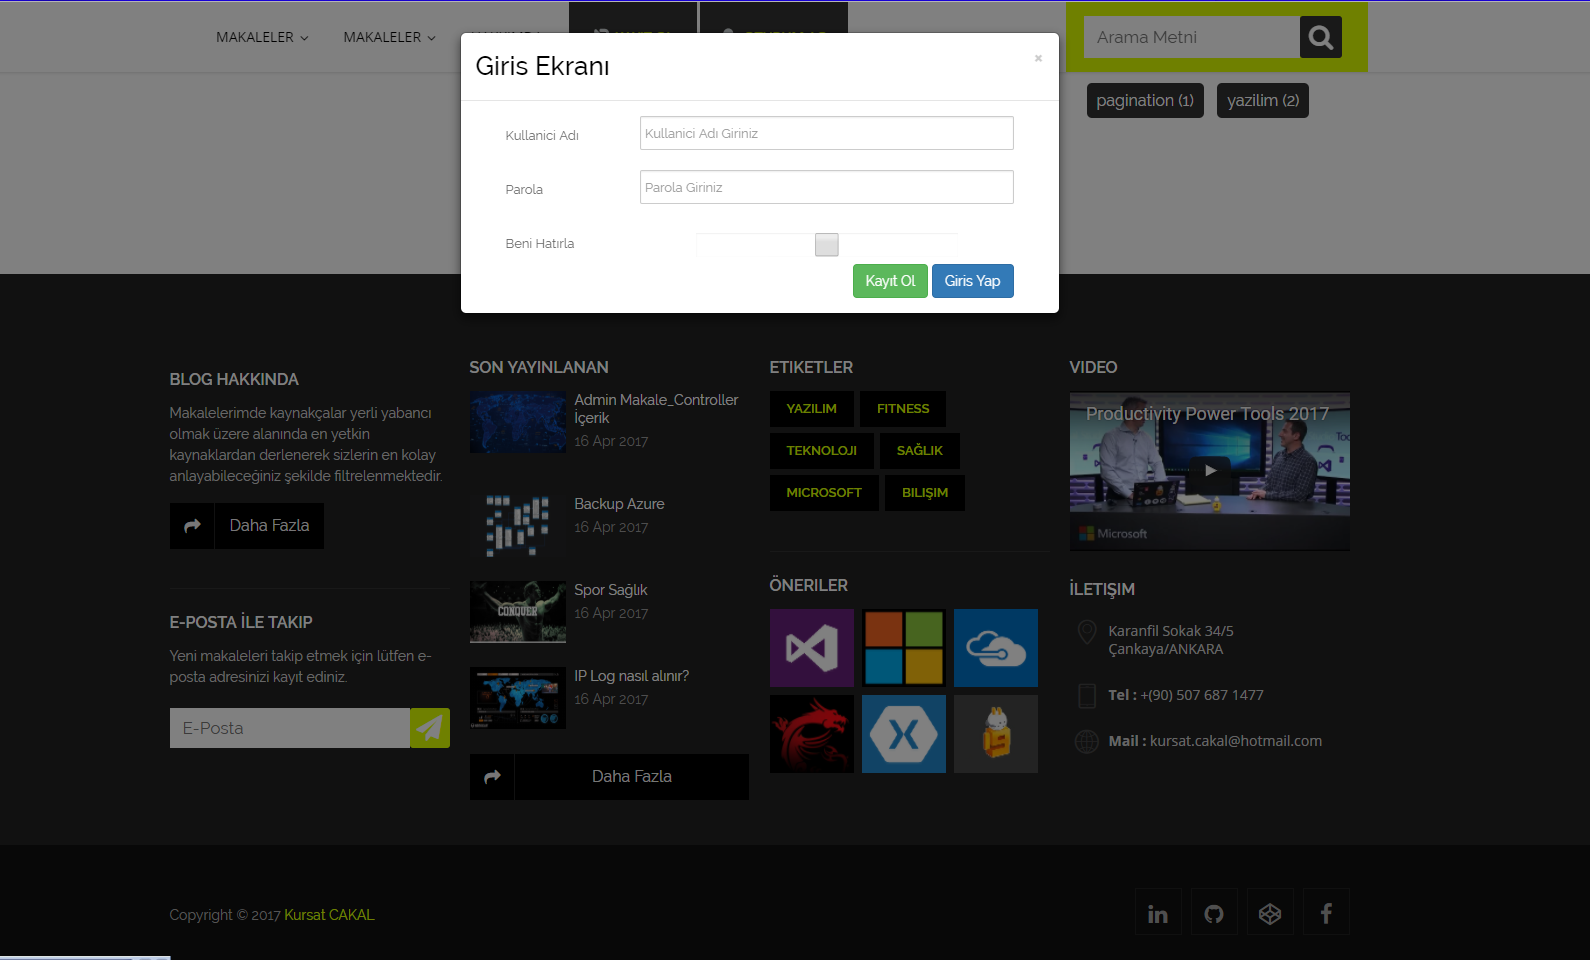 MAKALELER
MAKALELER
Arama Metni
Giris Ekranı
×
pagination (1)
yazilim (2)
Kullanici Adı
Kullanici Adı Giriniz
Parola
Parola Giriniz
Beni Hatırla
Kayıt Ol
Giris Yap
BLOG HAKKINDA
Makalelerimde kaynakçalar yerli yabancı
olmak üzere alanında en yetkin
kaynaklardan derlenerek sizlerin en kolay
anlayabileceğiniz şekilde filtrelenmektedir.
Daha Fazla
E-POSTA İLE TAKIP
Yeni makaleleri takip etmek için lütfen e-
posta adresinizi kayıt ediniz.
E-Posta
SON YAYINLANAN
Admin Makale_Controller
İçerik
16 Apr 2017
Backup Azure
16 Apr 2017
CONQUER
Spor Sağlık
16 Apr 2017
IP Log nasıl alınır?
16 Apr 2017
Daha Fazla
ETIKETLER
YAZILIM
FITNESS
TEKNOLOJI
SAĞLIK
MICROSOFT
BILIŞIM
ÖNERILER
VIDEO
Productivity Power Tools 2017
Microsoft
İLETIŞIM
Karanfil Sokak 34/5
Çankaya/ANKARA
Tel : +(90) 507 687 1477
Mail : kursat.cakal@hotmail.com
Copyright © 2017 Kursat CAKAL